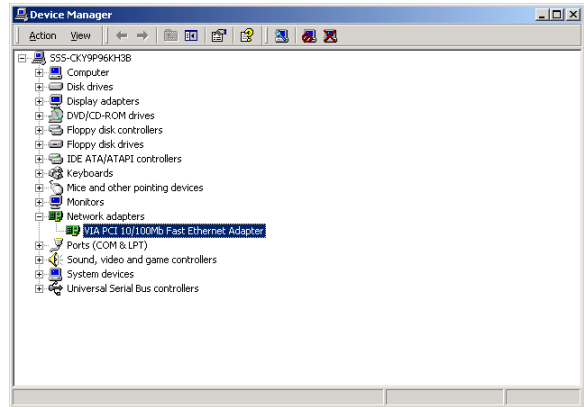 Device Manager
Action View
SSS-CKY9P96KH3B
Computer
Disk drives
Display adapters
DVD/CD-ROM drives
Floppy disk controllers
Floppy disk drives
IDE ATA/ATAPI controllers
Keyboards
Mice and other pointing devices
Monitors
Network adapters
VIA PCI 10/100Mb Fast Ethernet Adapter
Ports (COM & LPT)
Sound, video and game controllers
System devices
Universal Serial Bus controllers